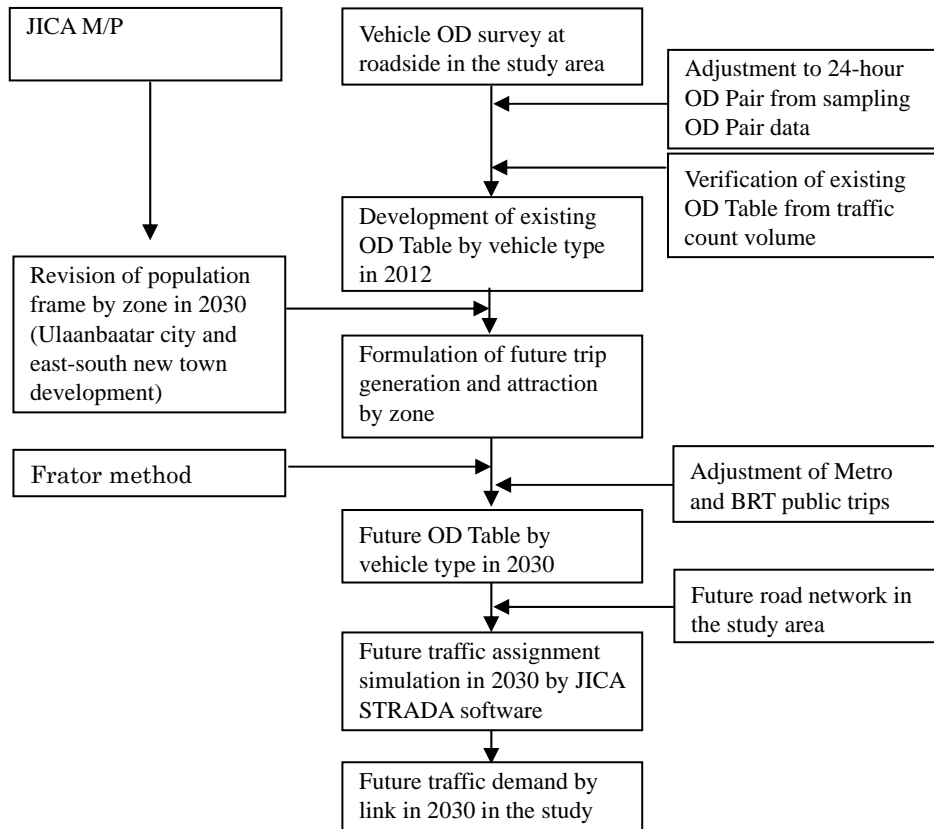 JICA M/P
Vehicle OD survey at
roadside in the study area
Adjustment to 24-hour
OD Pair from sampling
OD Pair data
Verification of existing
OD Table from traffic
count volume
Development of existing
OD Table by vehicle type
in 2012
Revision of population
frame by zone in 2030
(Ulaanbaatar city and
east-south new town
development)
Formulation of future trip
generation and attraction
by zone
Frator method
Adjustment of Metro
and BRT public trips
Future OD Table by
vehicle type in 2030
Future road network in
the study area
Future traffic assignment
simulation in 2030 by JICA
STRADA software
Future traffic demand by
link in 2030 in the study